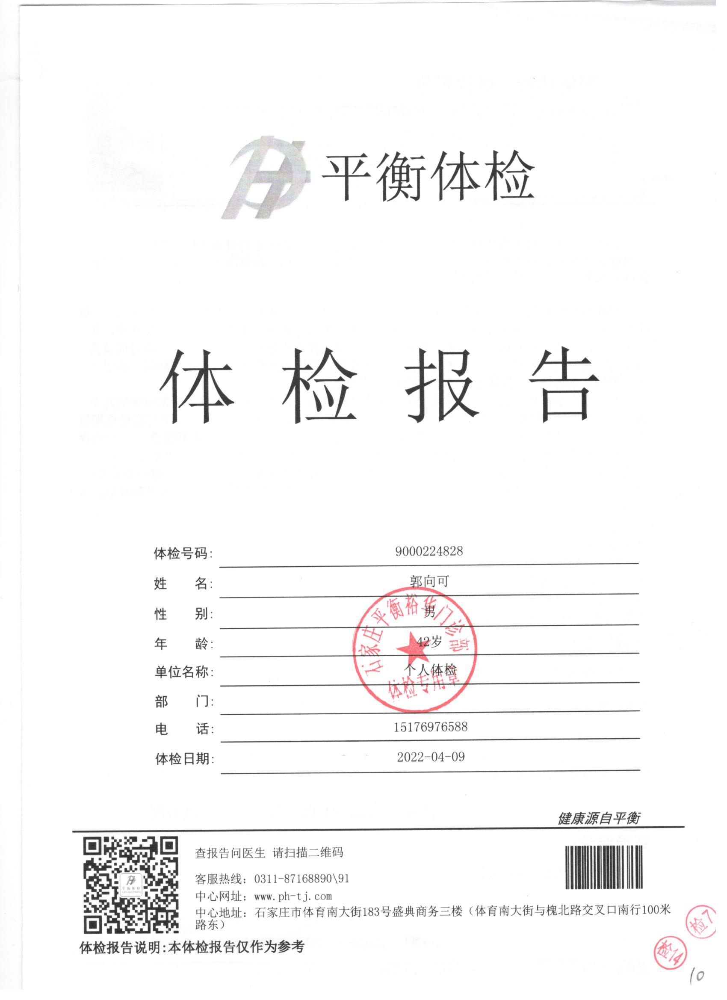 平衡体检
体检报告
体检号码: 9000224828
姓 名: 郭向可
性 别: 男
年 龄: 42岁
单位名称: 个人体检
部 门:
电 话: 15176976588
体检日期: 2022-04-09
石家庄平衡裕华门诊部
体检专用章
健康源自平衡
查报告问医生 请扫描二维码
客服热线：0311-87168890\91
中心网址：www.ph-tj.com
中心地址：石家庄市体育南大街183号盛典商务三楼（体育南大街与槐北路交叉口南行100米
路东）
体检报告说明:本体检报告仅作为参考
检7
检14
10